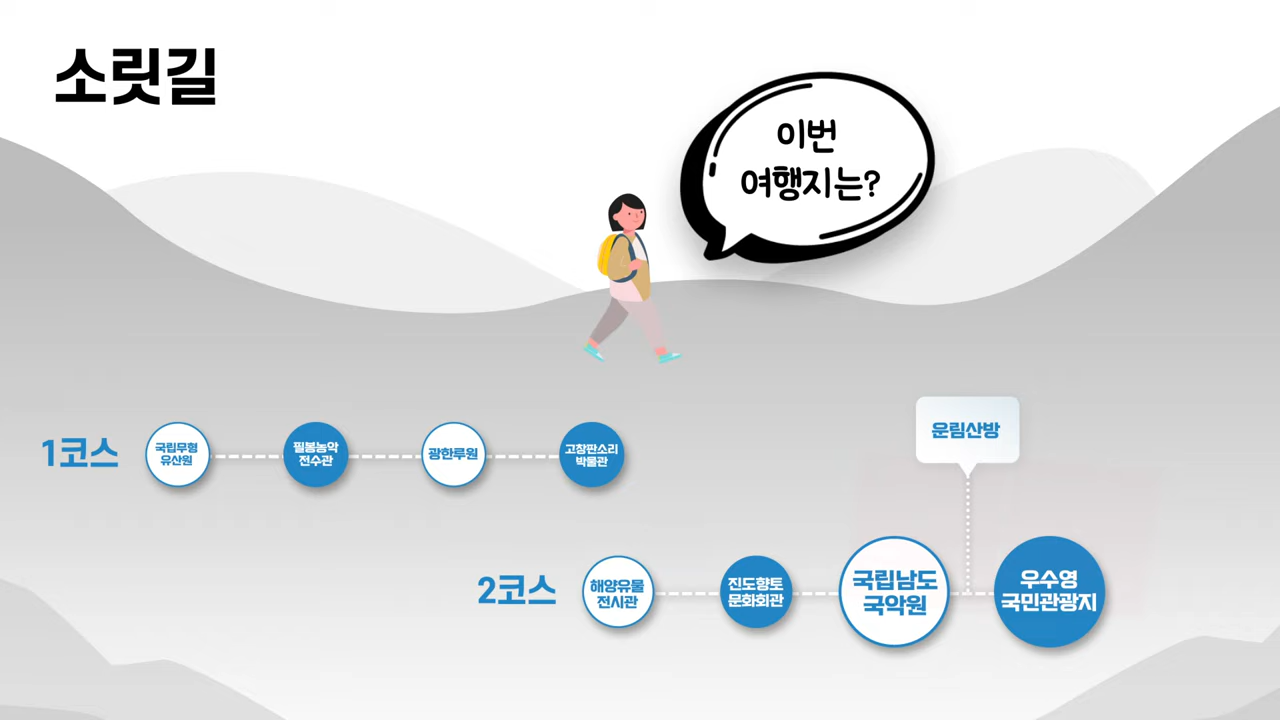 소릿길
이번
여행지는?
1코스
국립무형
유산원
필봉농악
전수관
광한루원
고창판소리
박물관
운림산방
2코스
해양유물
전시관
진도향토
문화회관
국립남도
국악원
우수영
국민관광지